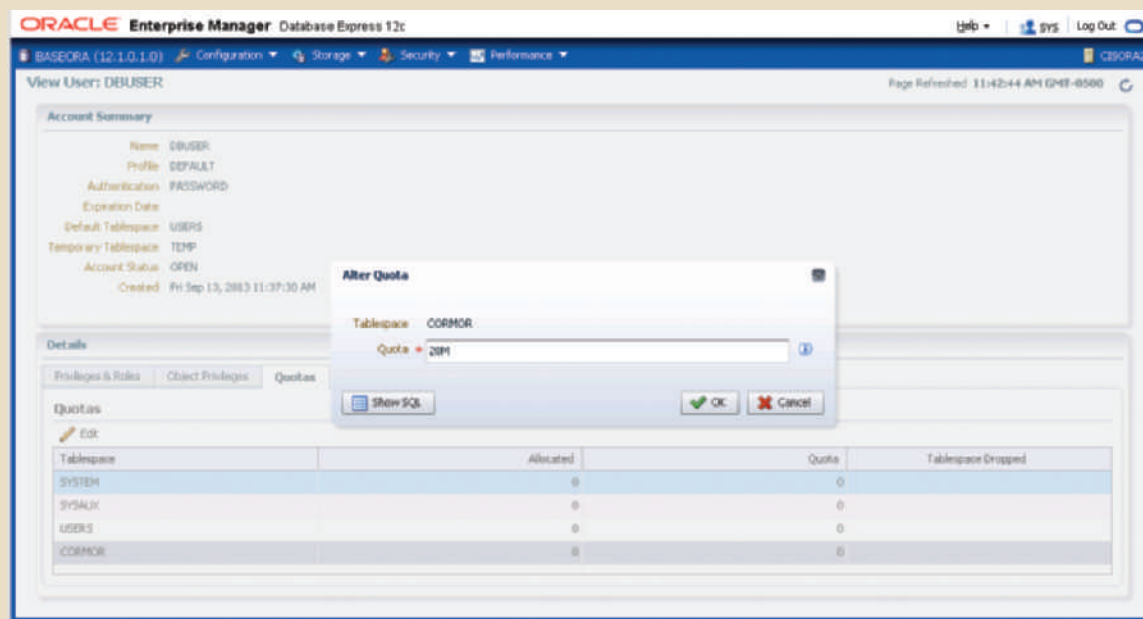 ORACLE Enterprise Manager Database Express 12c Help SYS Log Out
BASEORA (12.1.0.1.0) Configuration Storage Security Performance CISORA2
View User: DBUSER Page Refreshed 11:42:44 AM GMT-0500
Account Summary
Name DBUSER
Profile DEFAULT
Authentication PASSWORD
Expiration Date
Default Tablespace USERS
Temporary Tablespace TEMP
Account Status OPEN
Created Fri Sep 13, 2013 11:37:30 AM
Alter Quota
Tablespace CORMOR
Quota * 20M
Show SQL OK Cancel
Details
Privileges & Roles Object Privileges Quotas
Quotas
Edit
Tablespace Allocated Quota Tablespace Dropped
SYSTEM 0 0
SYSAUX 0 0
USERS 0 0
CORMOR 0 0